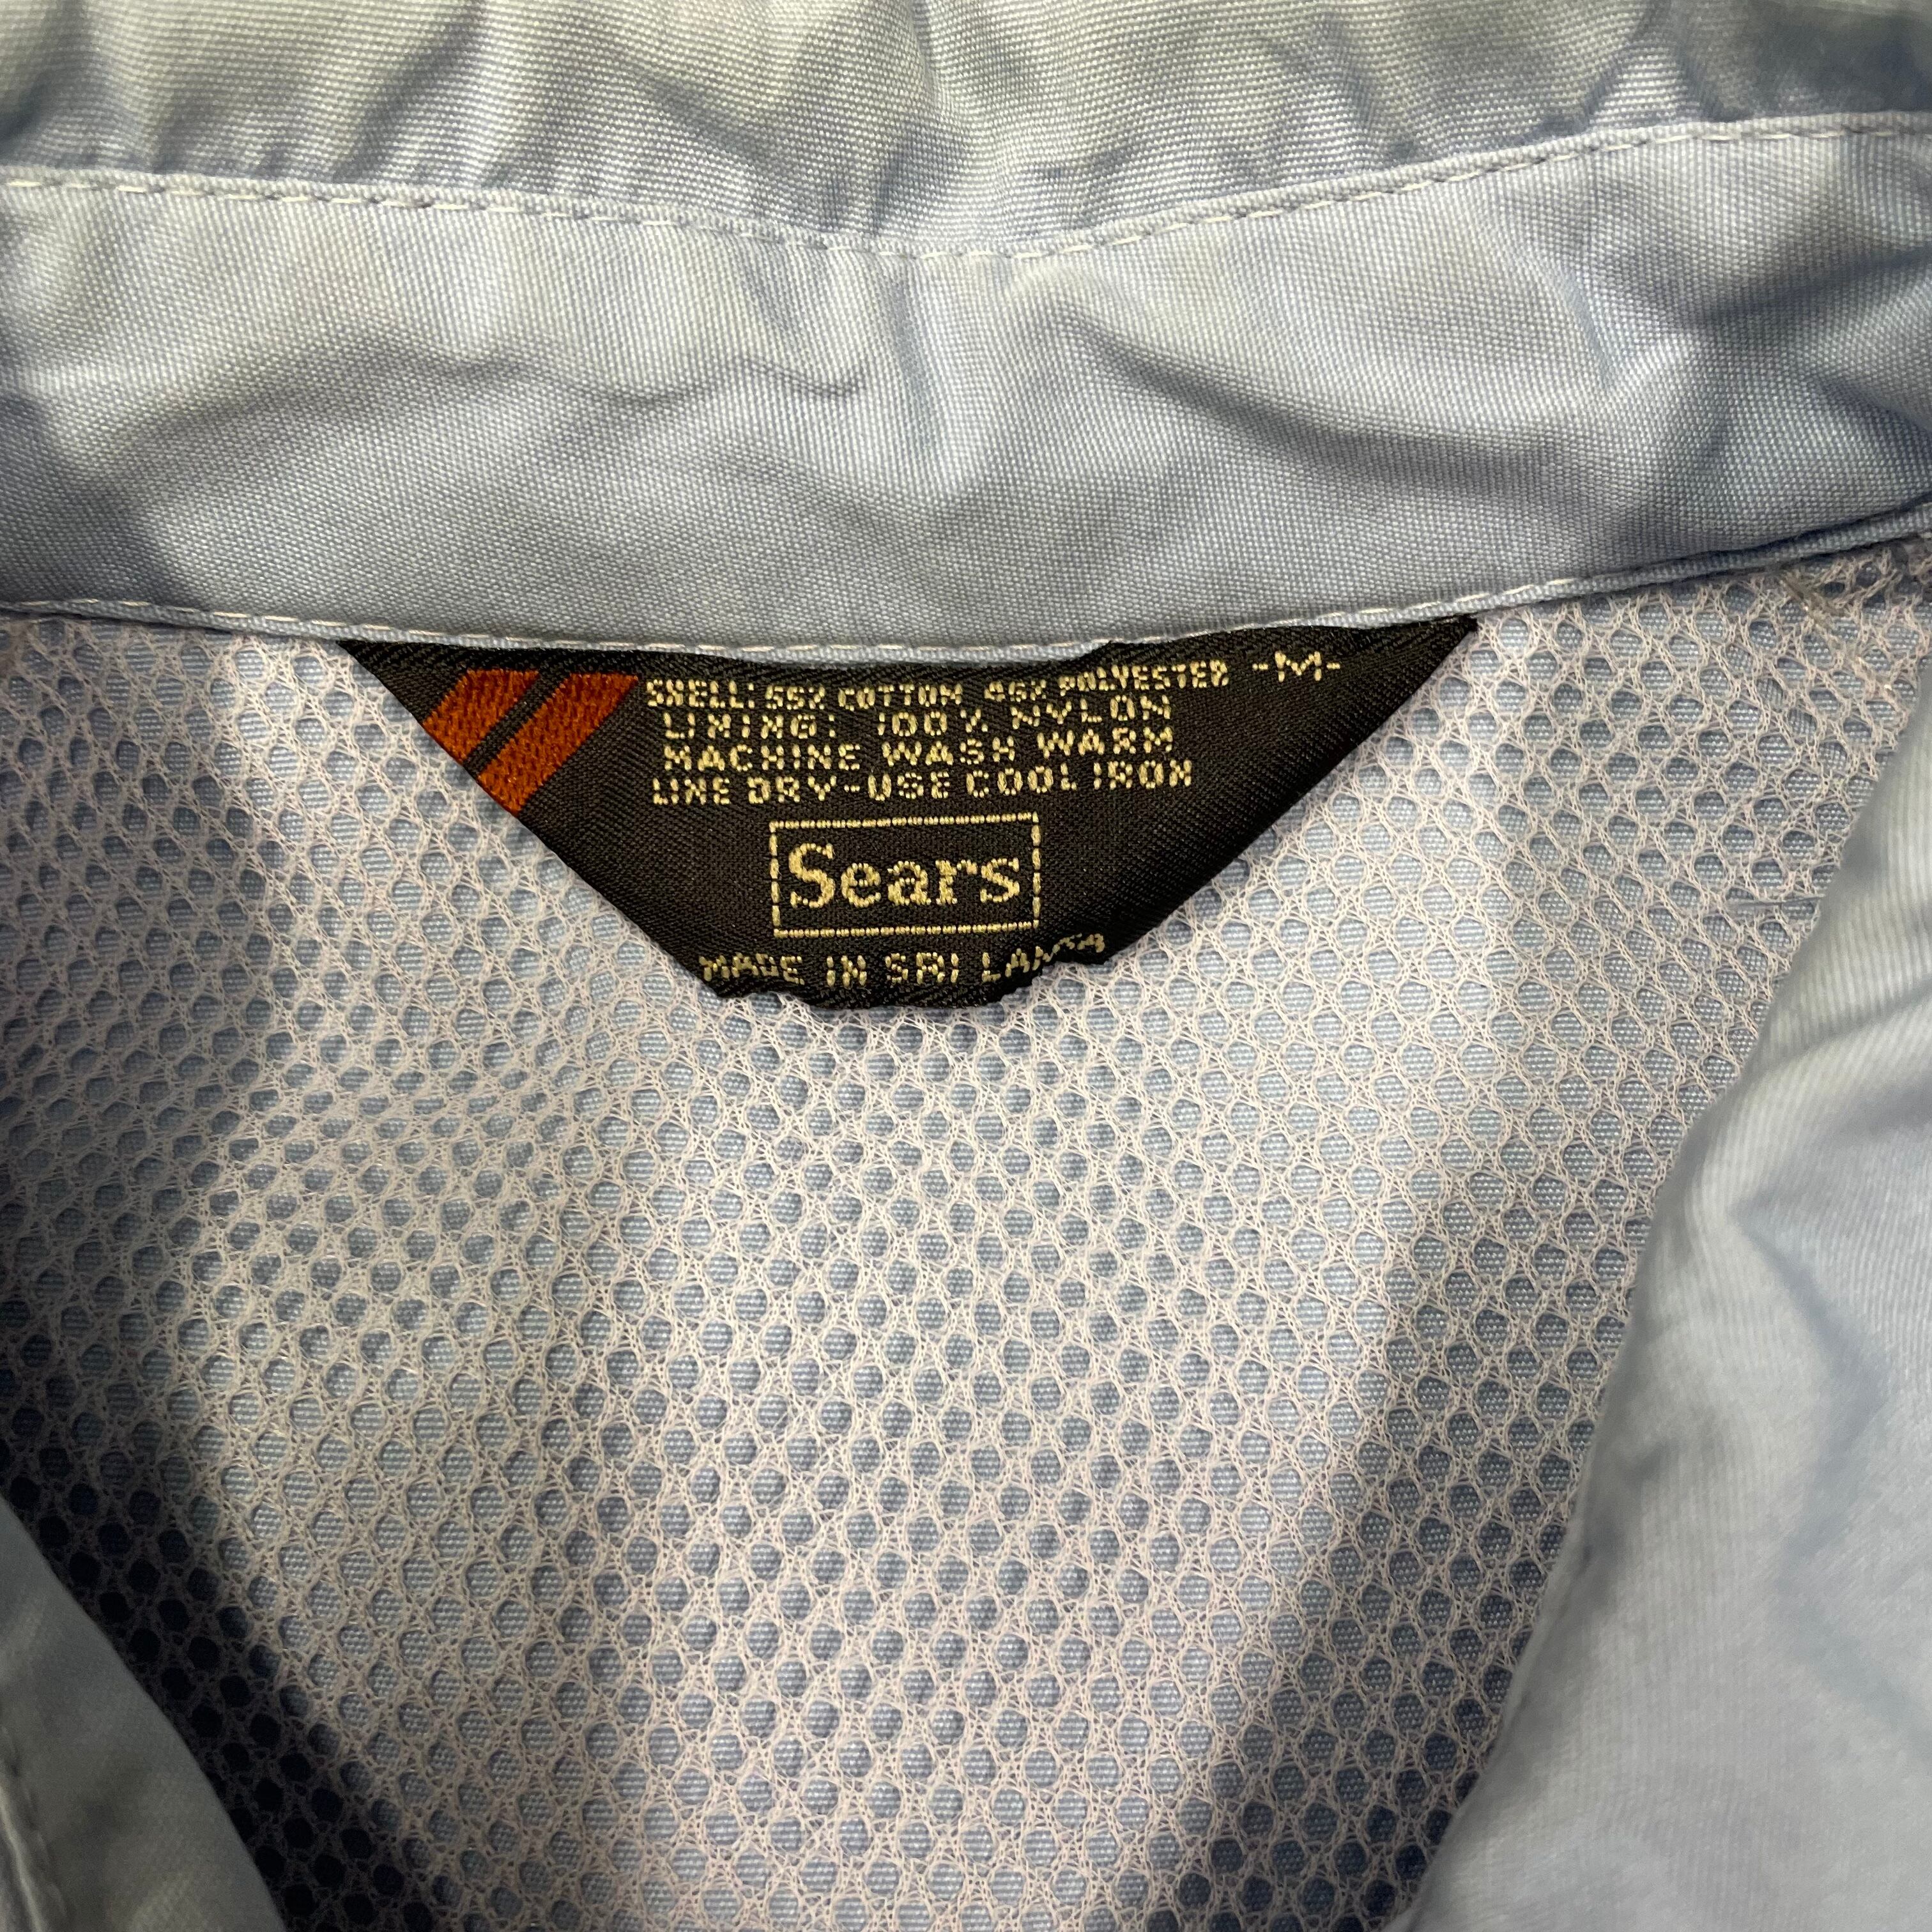 SHELL: 55% COTTON 45% POLYESTER -M-
LINING: 100% NYLON
MACHINE WASH WARM
LINE DRY-USE COOL IRON
Sears
MADE IN SRI LANKA